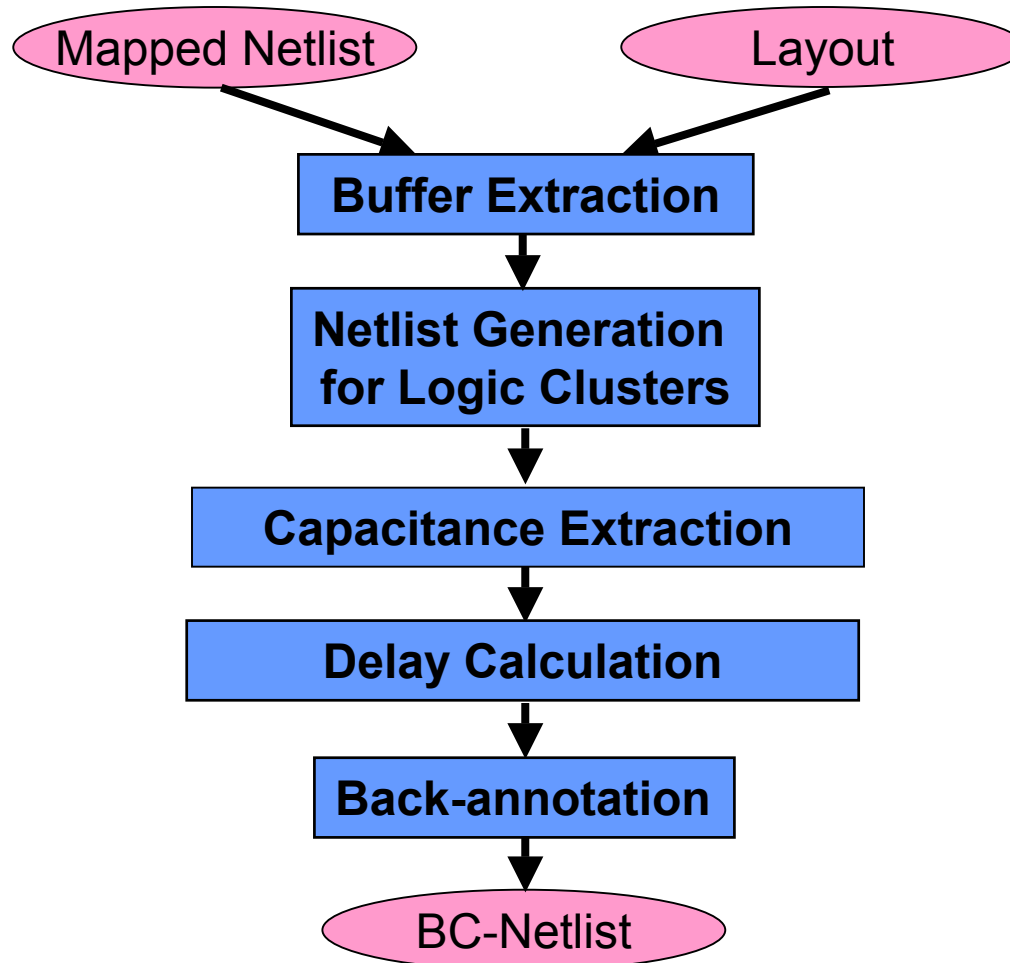 Mapped Netlist
Layout
Buffer Extraction
Netlist Generation
for Logic Clusters
Capacitance Extraction
Delay Calculation
Back-annotation
BC-Netlist